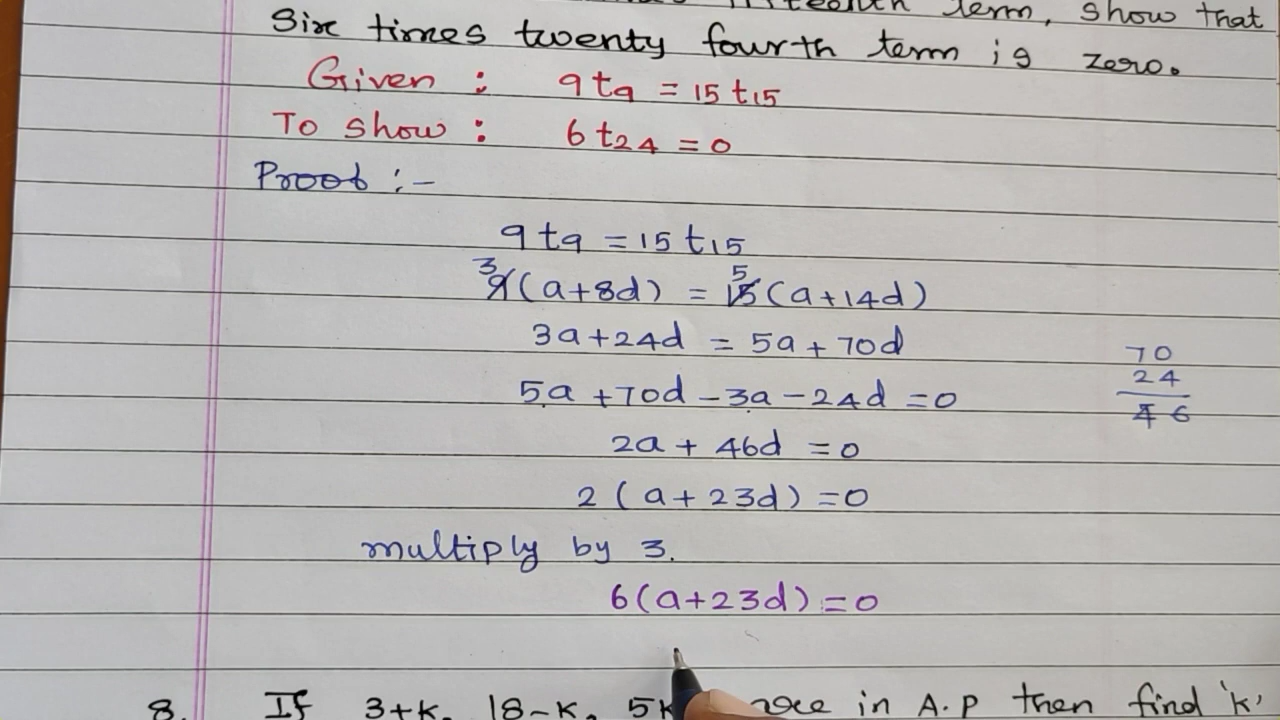 term, show that
Six times twenty fourth term is zero.
Given : 9t9 = 15 t15
To show : 6 t24 = 0
Proof :-
9t9 = 15 t15
3 5
9(a+8d) = 15(a+14d)
3a+24d = 5a+70d
70
24
46
5a +70d -3a -24d =0
2a + 46d = 0
2 (a+23d) =0
multiply by 3.
6(a+23d) =0
8. If 3+k, 18-k, 5k are in A.P then find 'k'